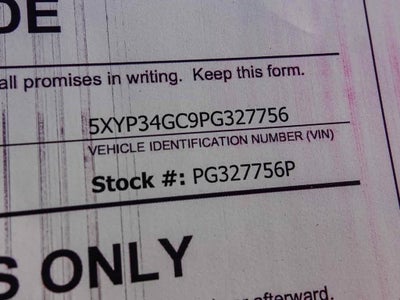 DE
all promises in writing. Keep this form.
5XYP34GC9PG327756
VEHICLE IDENTIFICATION NUMBER (VIN)
Stock #: PG327756P
S ONLY
afterward.